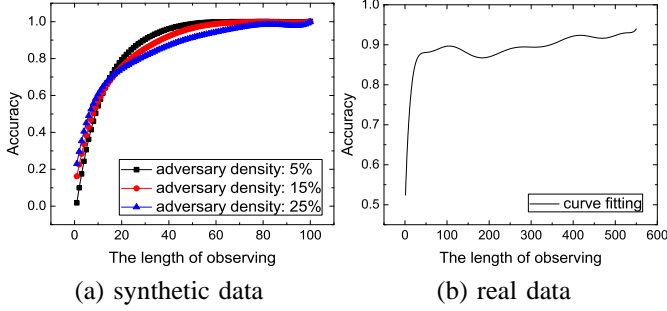 1.0
0.8
0.6
0.4
0.2
0.0
Accuracy
adversary density: 5%
adversary density: 15%
adversary density: 25%
0 20 40 60 80 100
The length of observing
(a) synthetic data
1.0
0.9
0.8
0.7
0.6
0.5
Accuracy
curve fitting
0 100 200 300 400 500 600
The length of observing
(b) real data